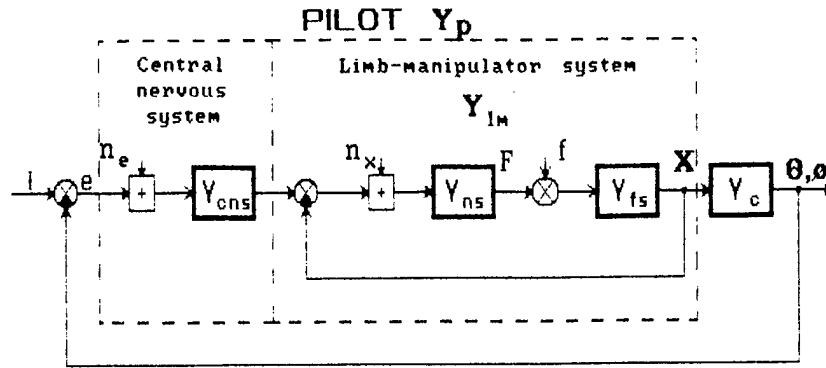 PILOT Yp
Central
nervous
system
Limb-manipulator system
Ylm
i
e
ne
+
Ycns
nx
+
Yns
F
f
Yfs
X
Yc
θ,ø